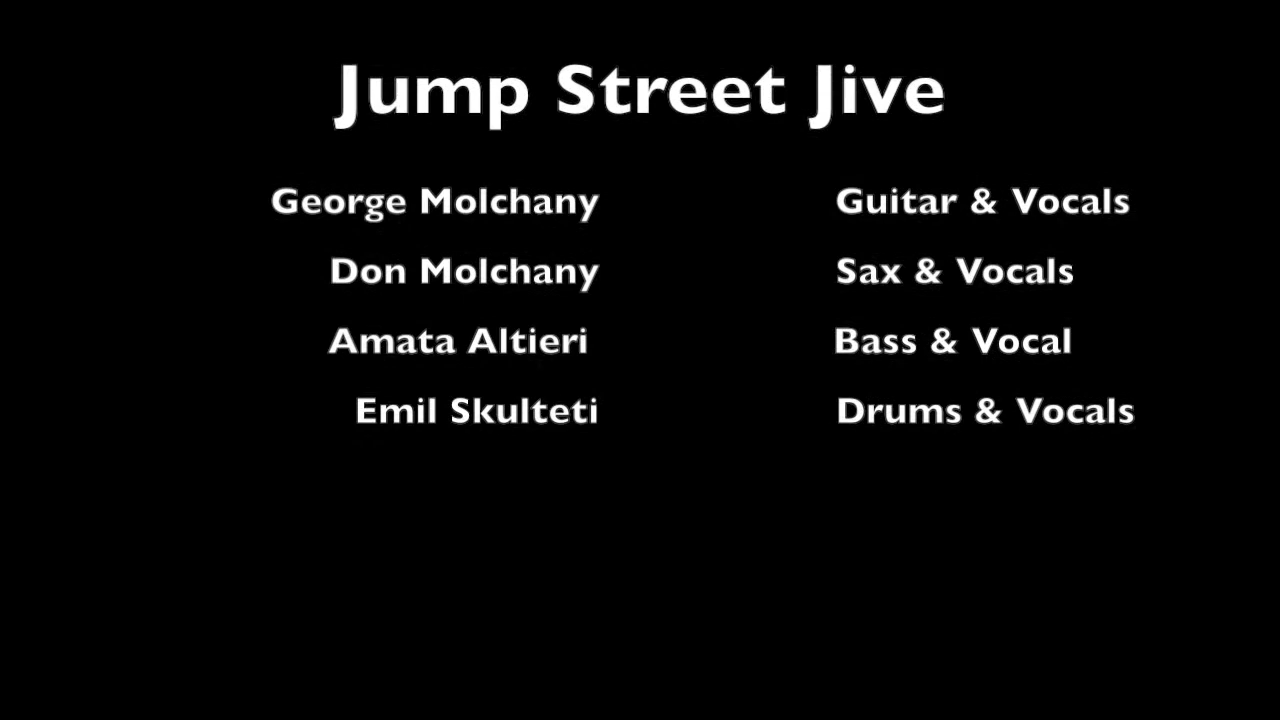 Jump Street Jive
George Molchany Guitar & Vocals
Don Molchany Sax & Vocals
Amata Altieri Bass & Vocal
Emil Skulteti Drums & Vocals